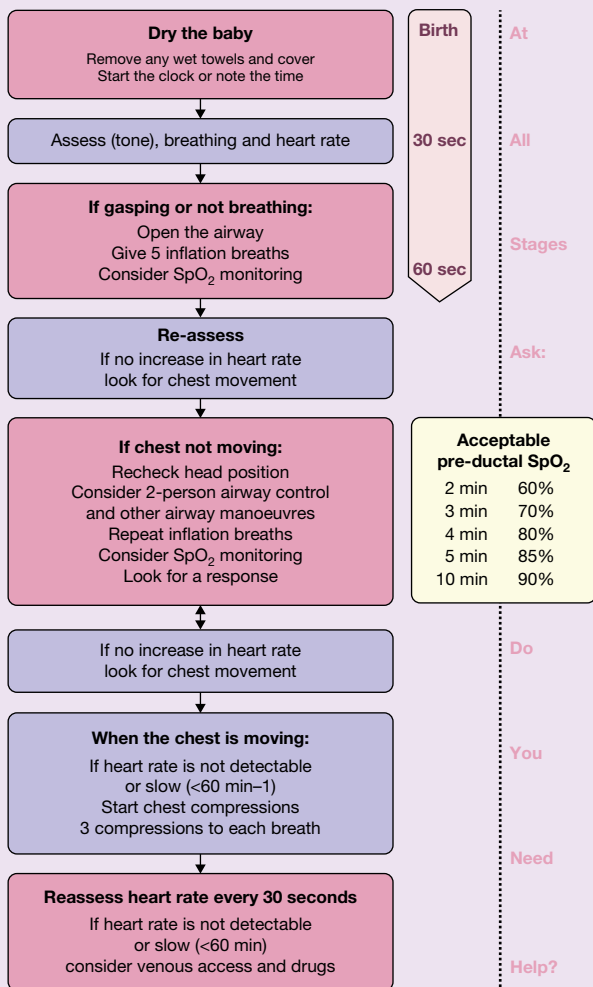 Dry the baby
Remove any wet towels and cover
Start the clock or note the time
Assess (tone), breathing and heart rate
If gasping or not breathing:
Open the airway
Give 5 inflation breaths
Consider SpO₂ monitoring
Re-assess
If no increase in heart rate
look for chest movement
If chest not moving:
Recheck head position
Consider 2-person airway control
and other airway manoeuvres
Repeat inflation breaths
Consider SpO₂ monitoring
Look for a response
If no increase in heart rate
look for chest movement
When the chest is moving:
If heart rate is not detectable
or slow (<60 min–1)
Start chest compressions
3 compressions to each breath
Reassess heart rate every 30 seconds
If heart rate is not detectable
or slow (<60 min)
consider venous access and drugs
Birth
30 sec
60 sec
Acceptable
pre-ductal SpO₂
2 min 60%
3 min 70%
4 min 80%
5 min 85%
10 min 90%
At
All
Stages
Ask:
Do
You
Need
Help?